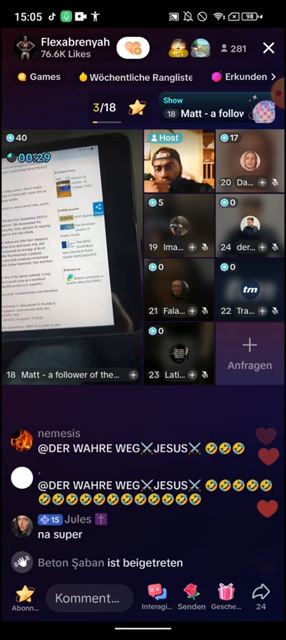 15:05
98
Flexabrenyah
76.6K Likes
281
Games
Wöchentliche Rangliste
Erkunden
3/18
Show
18 Matt - a follow
40
00:29
Host
17
20 Da...
5
19 Ima...
0
24 der...
0
21 Fala...
0
tm
22 Tra...
0
23 Lati...
Anfragen
18 Matt - a follower of the...
nemesis
@DER WAHRE WEG⚔JESUS⚔ 🤣🤣🤣
.
@DER WAHRE WEG⚔JESUS⚔ 🤣🤣🤣🤣🤣
🤣🤣🤣🤣🤣🤣🤣🤣🤣🤣🤣🤣
15 Jules ✝
na super
Beton Şaban ist beigetreten
Abonn...
Komment...
Interagi...
Senden
Gesche...
24